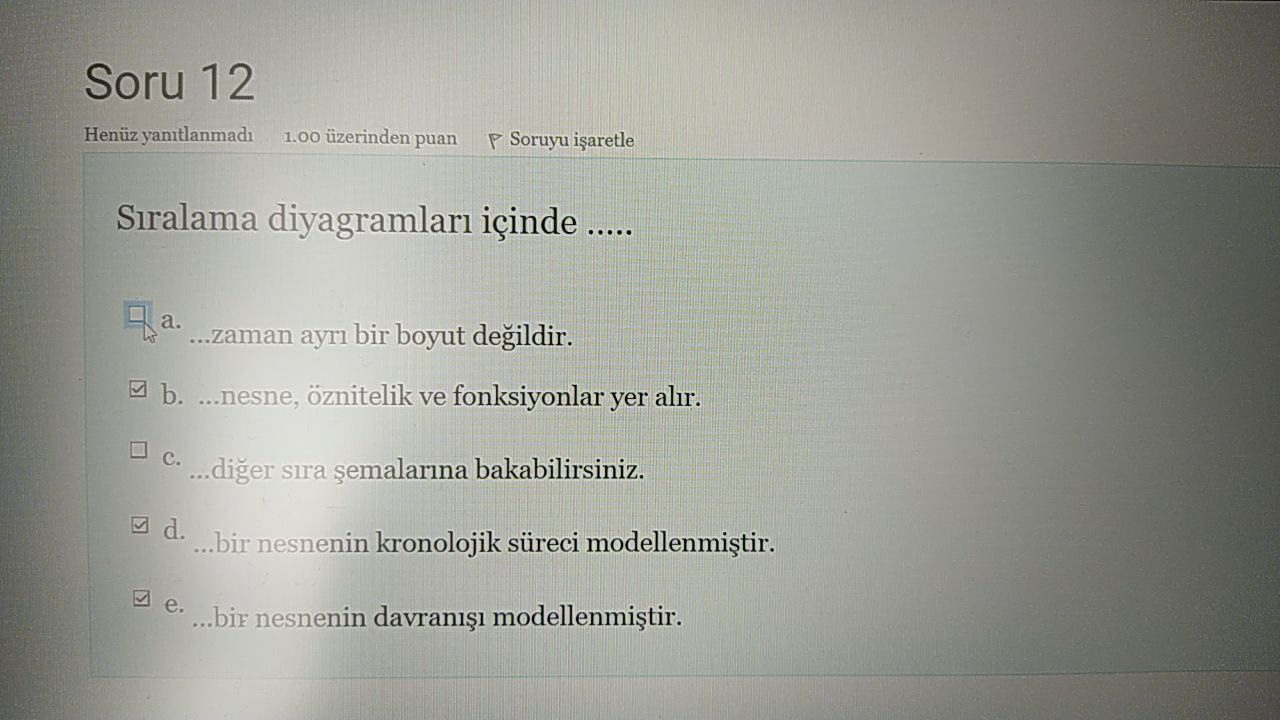 Soru 12
Henüz yanıtlanmadı 1.00 üzerinden puan Soruyu işaretle
Sıralama diyagramları içinde .....
a. ...zaman ayrı bir boyut değildir.
b. ...nesne, öznitelik ve fonksiyonlar yer alır.
c. ...diğer sıra şemalarına bakabilirsiniz.
d. ...bir nesnenin kronolojik süreci modellenmiştir.
e. ...bir nesnenin davranışı modellenmiştir.